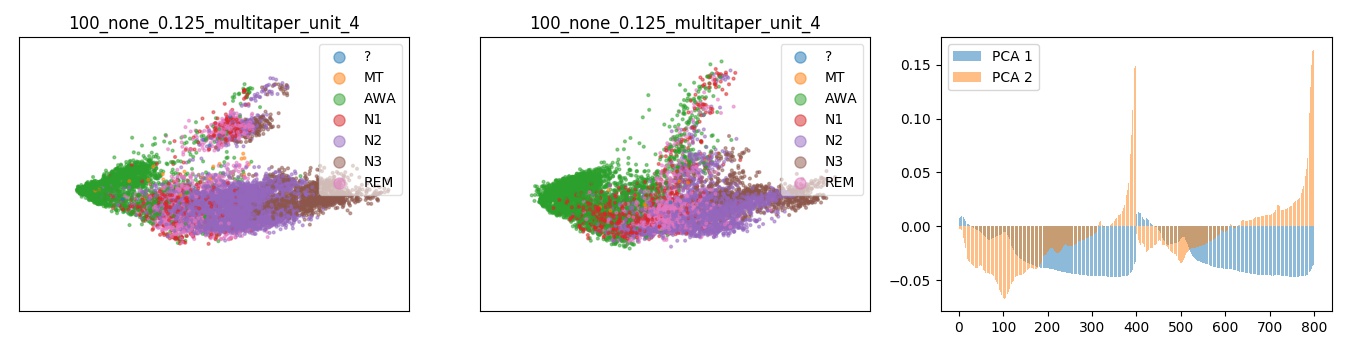 100_none_0.125_multitaper_unit_4
?
MT
AWA
N1
N2
N3
REM
100_none_0.125_multitaper_unit_4
?
MT
AWA
N1
N2
N3
REM
PCA 1
PCA 2
0.15
0.10
0.05
0.00
−0.05
0 100 200 300 400 500 600 700 800